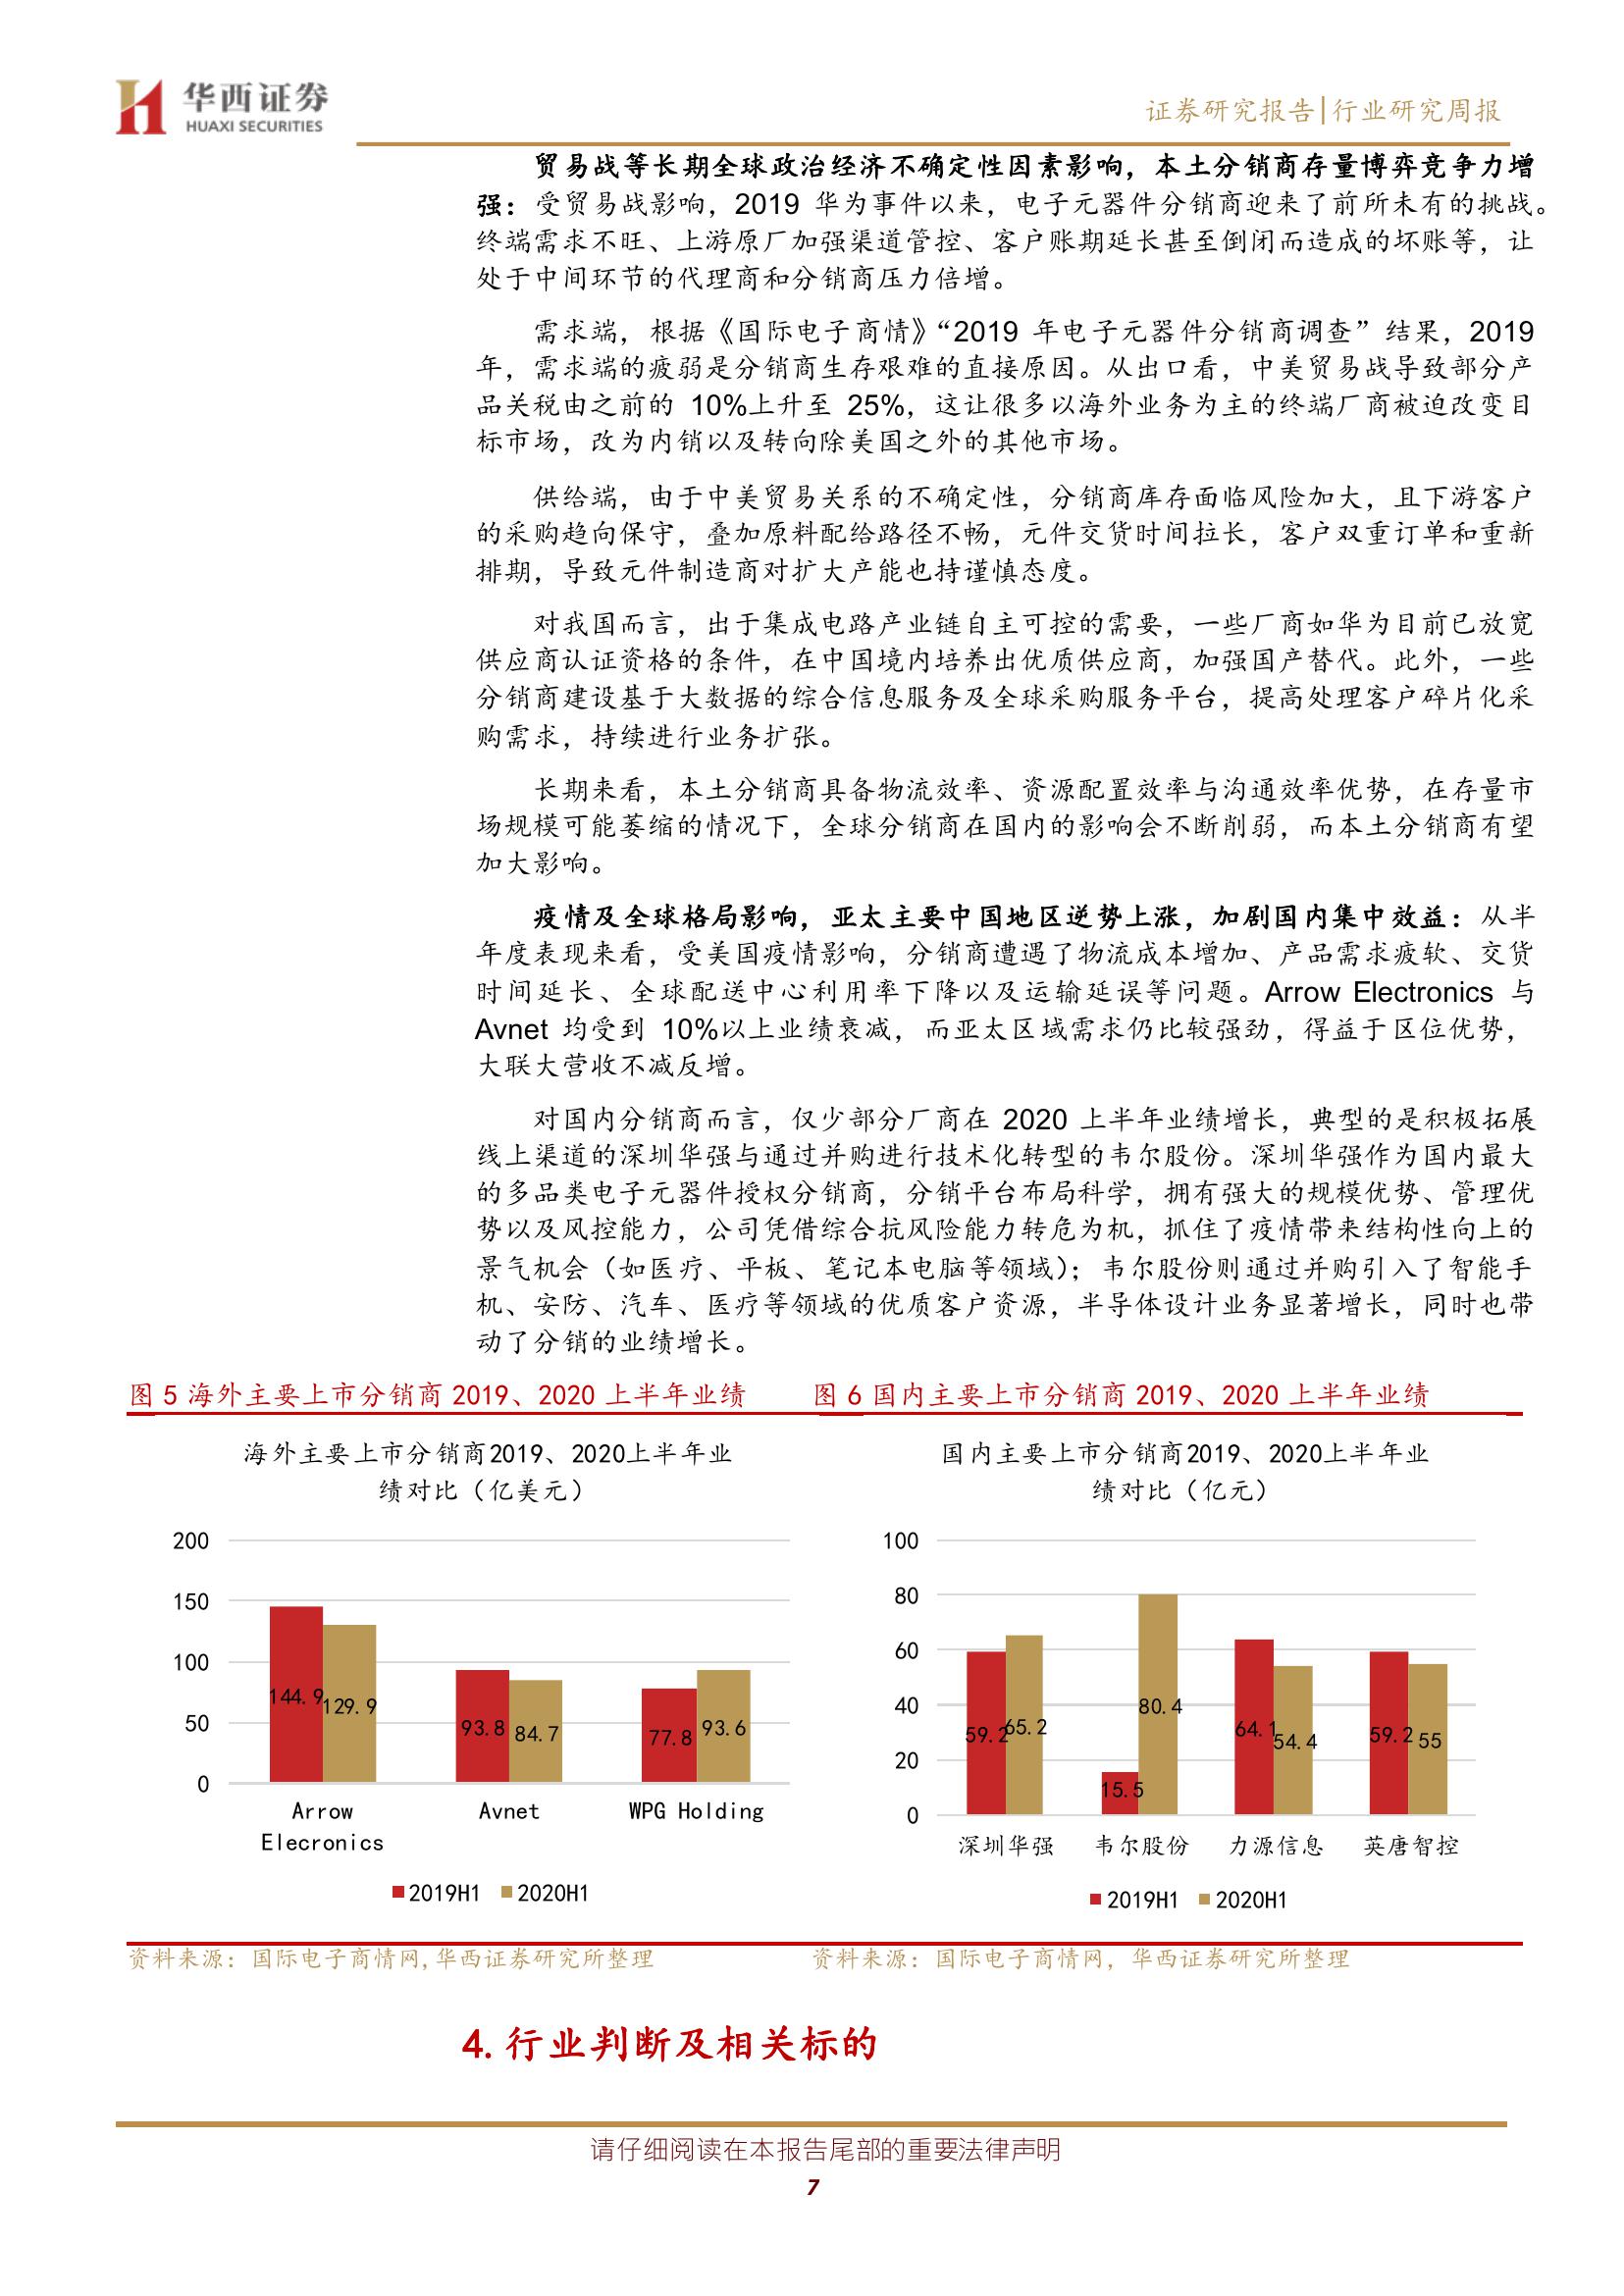 华西证券
HUAXI SECURITIES
证券研究报告|行业研究周报
贸易战等长期全球政治经济不确定性因素影响，本土分销商存量博弈竞争力增
强：受贸易战影响，2019 华为事件以来，电子元器件分销商迎来了前所未有的挑战。
终端需求不旺、上游原厂加强渠道管控、客户账期延长甚至倒闭而造成的坏账等，让
处于中间环节的代理商和分销商压力倍增。
需求端，根据《国际电子商情》“2019 年电子元器件分销商调查”结果，2019
年，需求端的疲弱是分销商生存艰难的直接原因。从出口看，中美贸易战导致部分产
品关税由之前的 10%上升至 25%，这让很多以海外业务为主的终端厂商被迫改变目
标市场，改为内销以及转向除美国之外的其他市场。
供给端，由于中美贸易关系的不确定性，分销商库存面临风险加大，且下游客户
的采购趋向保守，叠加原料配给路径不畅，元件交货时间拉长，客户双重订单和重新
排期，导致元件制造商对扩大产能也持谨慎态度。
对我国而言，出于集成电路产业链自主可控的需要，一些厂商如华为目前已放宽
供应商认证资格的条件，在中国境内培养出优质供应商，加强国产替代。此外，一些
分销商建设基于大数据的综合信息服务及全球采购服务平台，提高处理客户碎片化采
购需求，持续进行业务扩张。
长期来看，本土分销商具备物流效率、资源配置效率与沟通效率优势，在存量市
场规模可能萎缩的情况下，全球分销商在国内的影响会不断削弱，而本土分销商有望
加大影响。
疫情及全球格局影响，亚太主要中国地区逆势上涨，加剧国内集中效益：从半
年度表现来看，受美国疫情影响，分销商遭遇了物流成本增加、产品需求疲软、交货
时间延长、全球配送中心利用率下降以及运输延误等问题。Arrow Electronics 与
Avnet 均受到 10%以上业绩衰减，而亚太区域需求仍比较强劲，得益于区位优势，
大联大营收不减反增。
对国内分销商而言，仅少部分厂商在 2020 上半年业绩增长，典型的是积极拓展
线上渠道的深圳华强与通过并购进行技术化转型的韦尔股份。深圳华强作为国内最大
的多品类电子元器件授权分销商，分销平台布局科学，拥有强大的规模优势、管理优
势以及风控能力，公司凭借综合抗风险能力转危为机，抓住了疫情带来结构性向上的
景气机会（如医疗、平板、笔记本电脑等领域）；韦尔股份则通过并购引入了智能手
机、安防、汽车、医疗等领域的优质客户资源，半导体设计业务显著增长，同时也带
动了分销的业绩增长。
图 5 海外主要上市分销商 2019、2020 上半年业绩
海外主要上市分销商2019、2020上半年业
绩对比（亿美元）
200
150
100
50
0
144.9
129.9
93.8
84.7
77.8
93.6
Arrow
Elecronics
Avnet
WPG Holding
2019H1 2020H1
资料来源：国际电子商情网,华西证券研究所整理
图 6 国内主要上市分销商 2019、2020 上半年业绩
国内主要上市分销商2019、2020上半年业
绩对比（亿元）
100
80
60
40
20
0
59.2
65.2
15.5
80.4
64.1
54.4
59.2
55
深圳华强 韦尔股份 力源信息 英唐智控
2019H1 2020H1
资料来源：国际电子商情网，华西证券研究所整理
4. 行业判断及相关标的
请仔细阅读在本报告尾部的重要法律声明
7